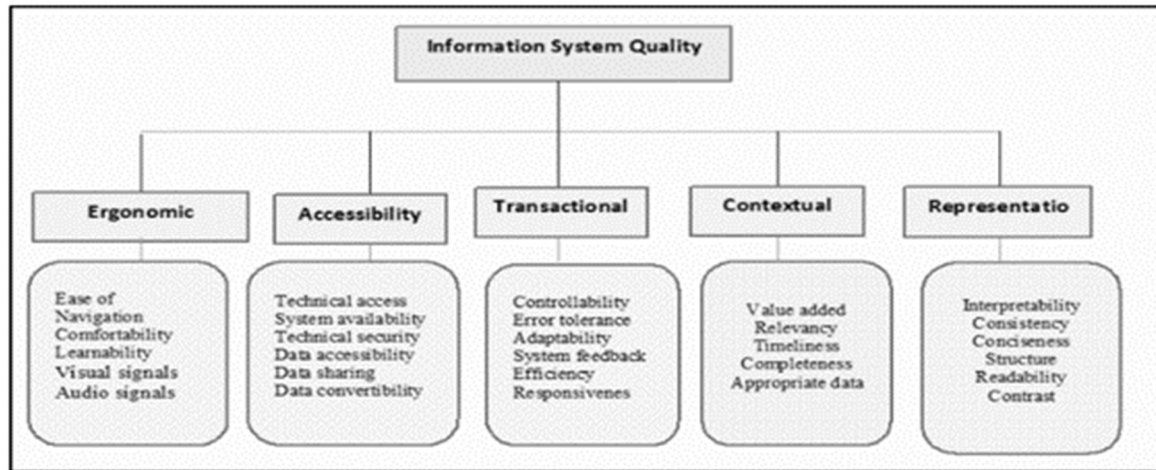 Information System Quality
Ergonomic
Accessibility
Transactional
Contextual
Representatio
Ease of
Navigation
Comfortability
Learnability
Visual signals
Audio signals
Technical access
System availability
Technical security
Data accessibility
Data sharing
Data convertibility
Controllability
Error tolerance
Adaptability
System feedback
Efficiency
Responsivenes
Value added
Relevancy
Timeliness
Completeness
Appropriate data
Interpretability
Consistency
Conciseness
Structure
Readability
Contrast